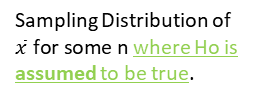 Sampling Distribution of
x̄ for some n where Ho is
assumed to be true.